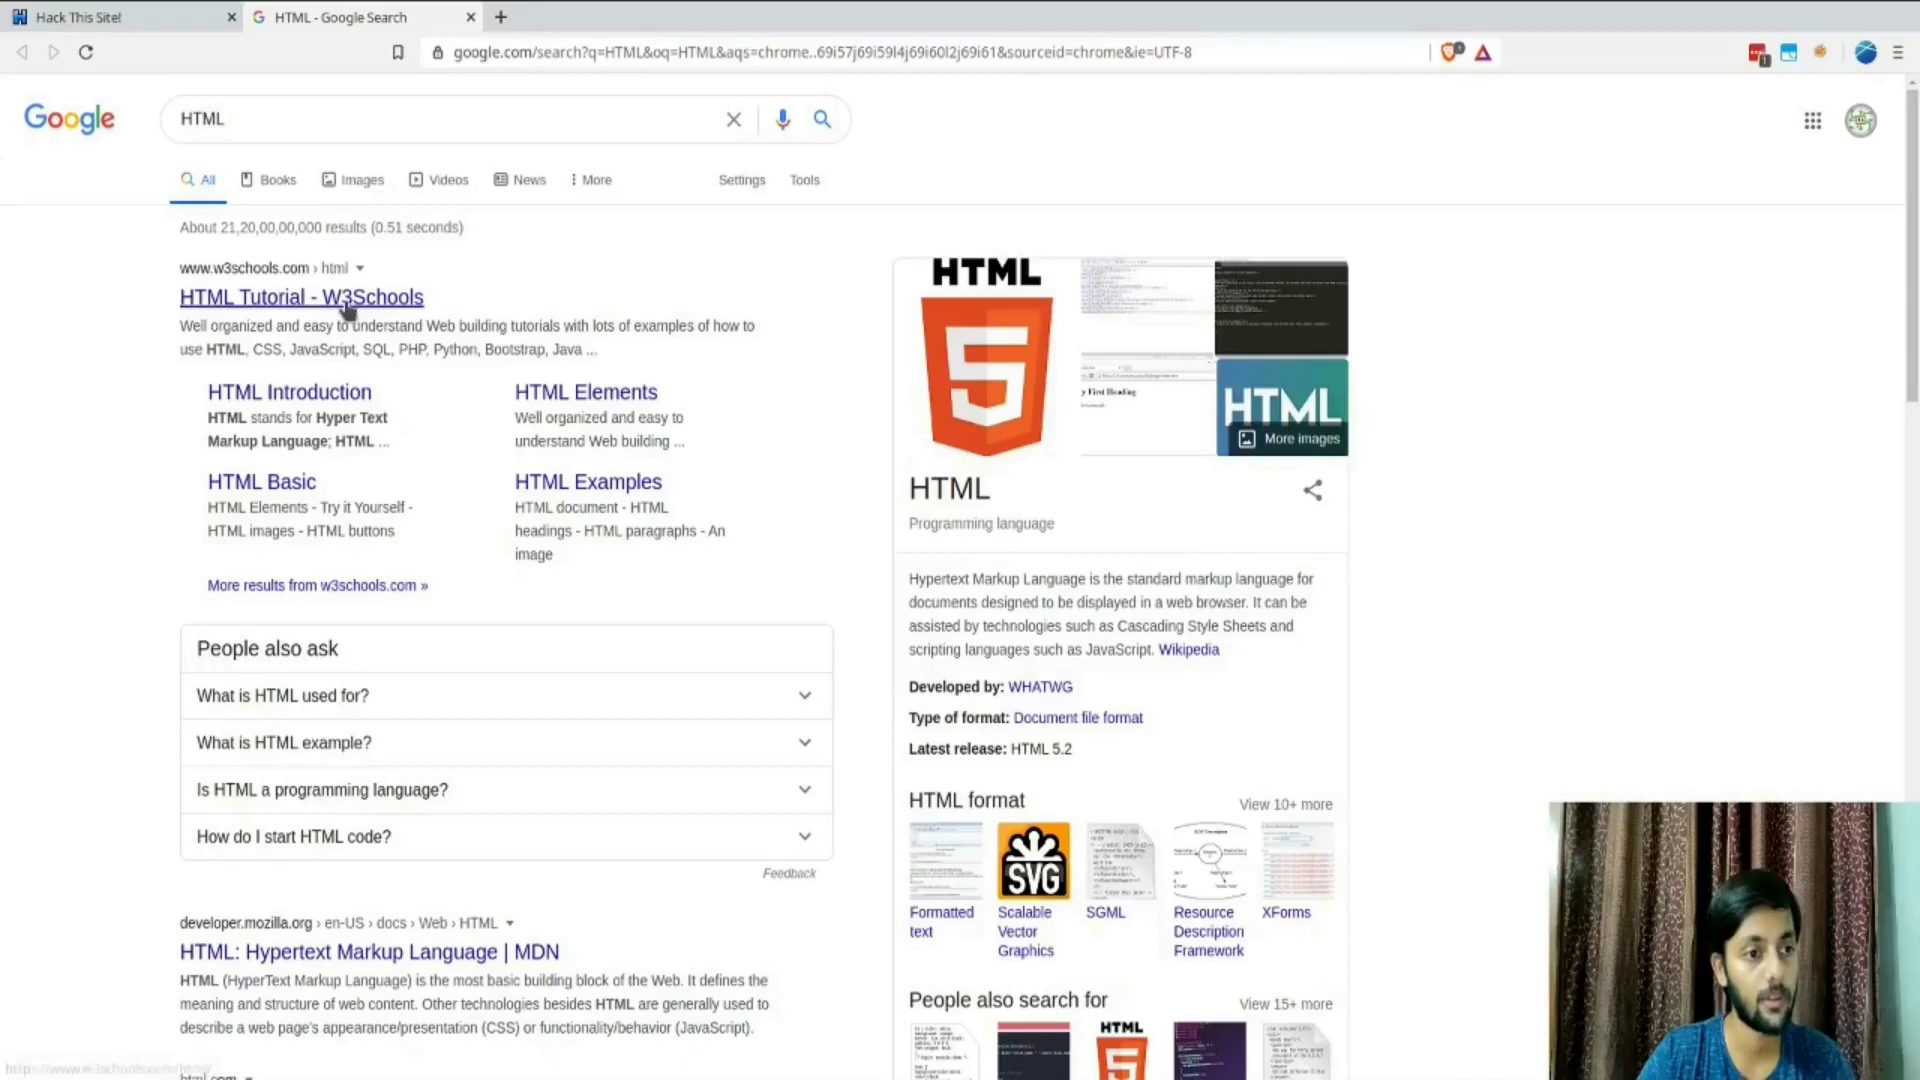 Hack This Site!
HTML - Google Search
google.com/search?q=HTML&oq=HTML&aqs=chrome..69i57j69i59l4j69i60l2j69i61&sourceid=chrome&ie=UTF-8
Google
HTML
All Books Images Videos News More Settings Tools
About 21,20,00,00,000 results (0.51 seconds)
www.w3schools.com › html
HTML Tutorial - W3Schools
Well organized and easy to understand Web building tutorials with lots of examples of how to
use HTML, CSS, JavaScript, SQL, PHP, Python, Bootstrap, Java ...
HTML Introduction
HTML stands for Hyper Text
Markup Language; HTML ...
HTML Elements
Well organized and easy to
understand Web building ...
HTML Basic
HTML Elements - Try it Yourself -
HTML images - HTML buttons
HTML Examples
HTML document - HTML
headings - HTML paragraphs - An
image
More results from w3schools.com »
People also ask
What is HTML used for?
What is HTML example?
Is HTML a programming language?
How do I start HTML code?
Feedback
developer.mozilla.org › en-US › docs › Web › HTML
HTML: Hypertext Markup Language | MDN
HTML (HyperText Markup Language) is the most basic building block of the Web. It defines the
meaning and structure of web content. Other technologies besides HTML are generally used to
describe a web page's appearance/presentation (CSS) or functionality/behavior (JavaScript).
HTML
5
y First Heading
HTML
More images
HTML
Programming language
Hypertext Markup Language is the standard markup language for
documents designed to be displayed in a web browser. It can be
assisted by technologies such as Cascading Style Sheets and
scripting languages such as JavaScript. Wikipedia
Developed by: WHATWG
Type of format: Document file format
Latest release: HTML 5.2
HTML format
View 10+ more
SVG
Formatted
text
Scalable
Vector
Graphics
SGML
Resource
Description
Framework
XForms
People also search for
View 15+ more
HTML